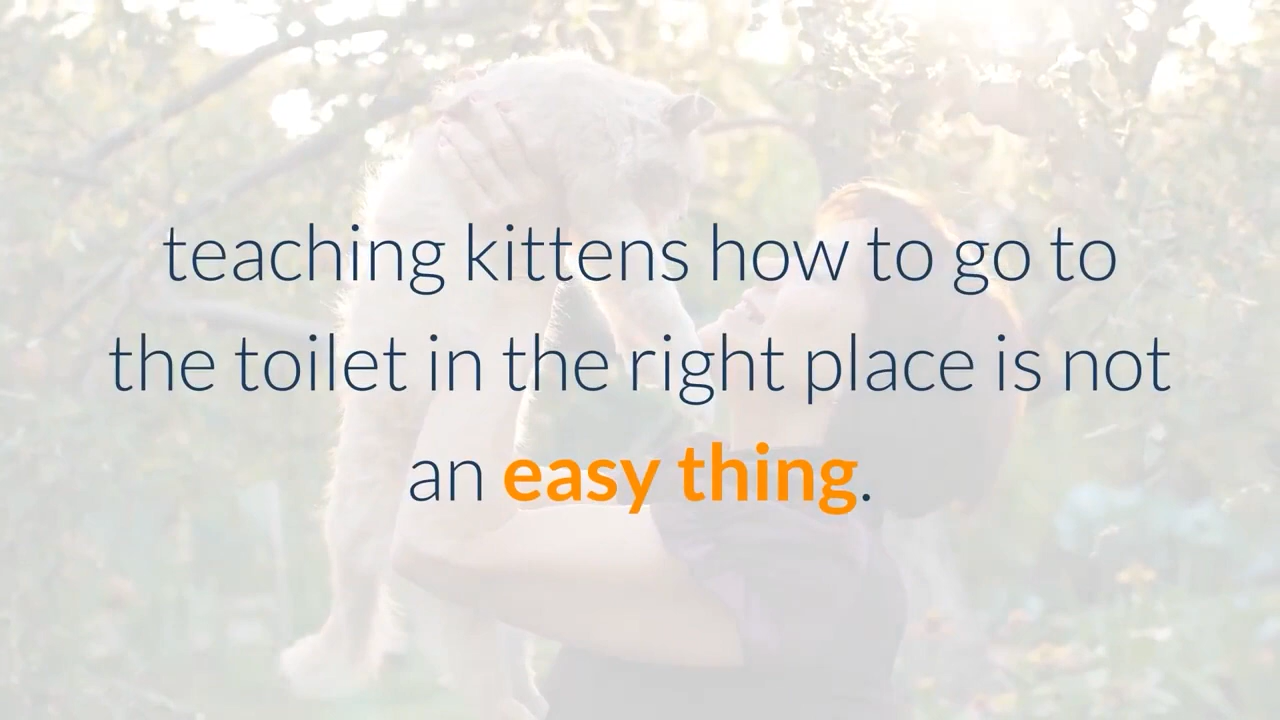 teaching kittens how to go to
the toilet in the right place is not
an easy thing.